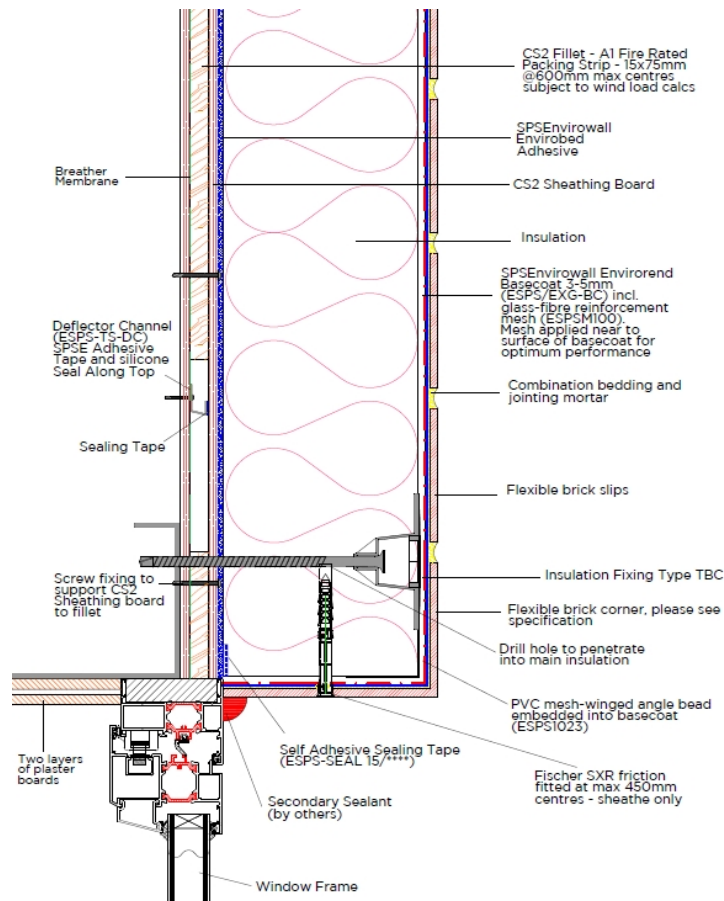 CS2 Fillet - A1 Fire Rated
Packing Strip - 15x75mm
@600mm max centres
subject to wind load calcs
SPSEnvirowall
Envirobed
Adhesive
Breather
Membrane
CS2 Sheathing Board
Insulation
SPSEnvirowall Envirorend
Basecoat 3-5mm
(ESPS/EXG-BC) incl.
glass-fibre reinforcement
mesh (ESPSM100).
Mesh applied near to
surface of basecoat for
optimum performance
Deflector Channel
(ESPS-TS-DC)
SPSE Adhesive
Tape and silicone
Seal Along Top
Combination bedding and
jointing mortar
Sealing Tape
Flexible brick slips
Screw fixing to
support CS2
Sheathing board
to fillet
Insulation Fixing Type TBC
Flexible brick corner, please see
specification
Drill hole to penetrate
into main insulation
PVC mesh-winged angle bead
embedded into basecoat
(ESPS1023)
Two layers
of plaster
boards
Self Adhesive Sealing Tape
(ESPS-SEAL 15/****)
Secondary Sealant
(by others)
Fischer SXR friction
fitted at max 450mm
centres - sheathe only
Window Frame